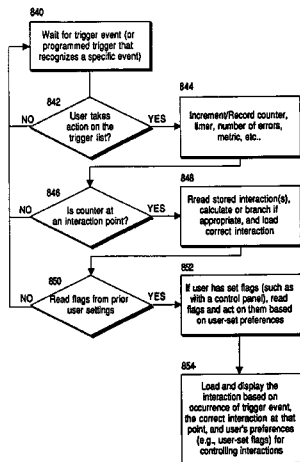 840
Wait for trigger event (or
programmed trigger that
recognizes a specific event)
842
User takes
action on the
trigger list?
NO
YES
844
Increment/Record counter,
timer, number of errors,
metric, etc..
846
Is counter at
an interaction point?
NO
YES
848
Rread stored interaction(s),
calculate or branch if
appropriate, and load
correct interaction
850
Read flags from prior
user settings
NO
YES
852
If user has set flags (such as
with a control panel), read
flags and act on them based
on user-set preferences
854
Load and display the
interaction based on
occurrence of trigger event,
the correct interaction at that
point, and user's preferences
(e.g., user-set flags) for
controlling interactions